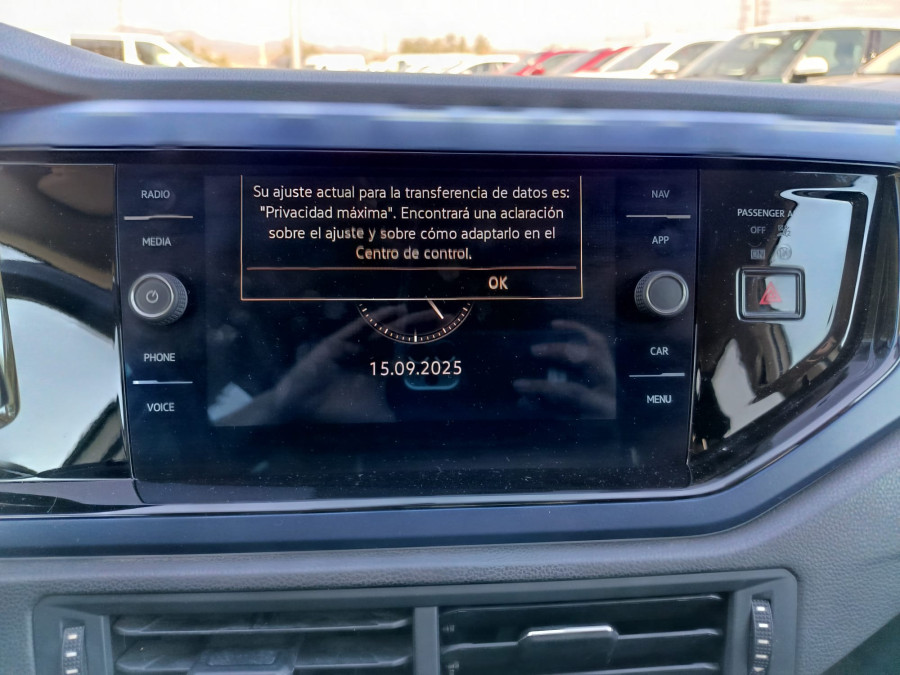 Su ajuste actual para la transferencia de datos es:
"Privacidad máxima". Encontrará una aclaración
sobre el ajuste y sobre cómo adaptarlo en el
Centro de control.
OK
15.09.2025
RADIO
MEDIA
PHONE
VOICE
NAV
APP
CAR
MENU
PASSENGER
OFF